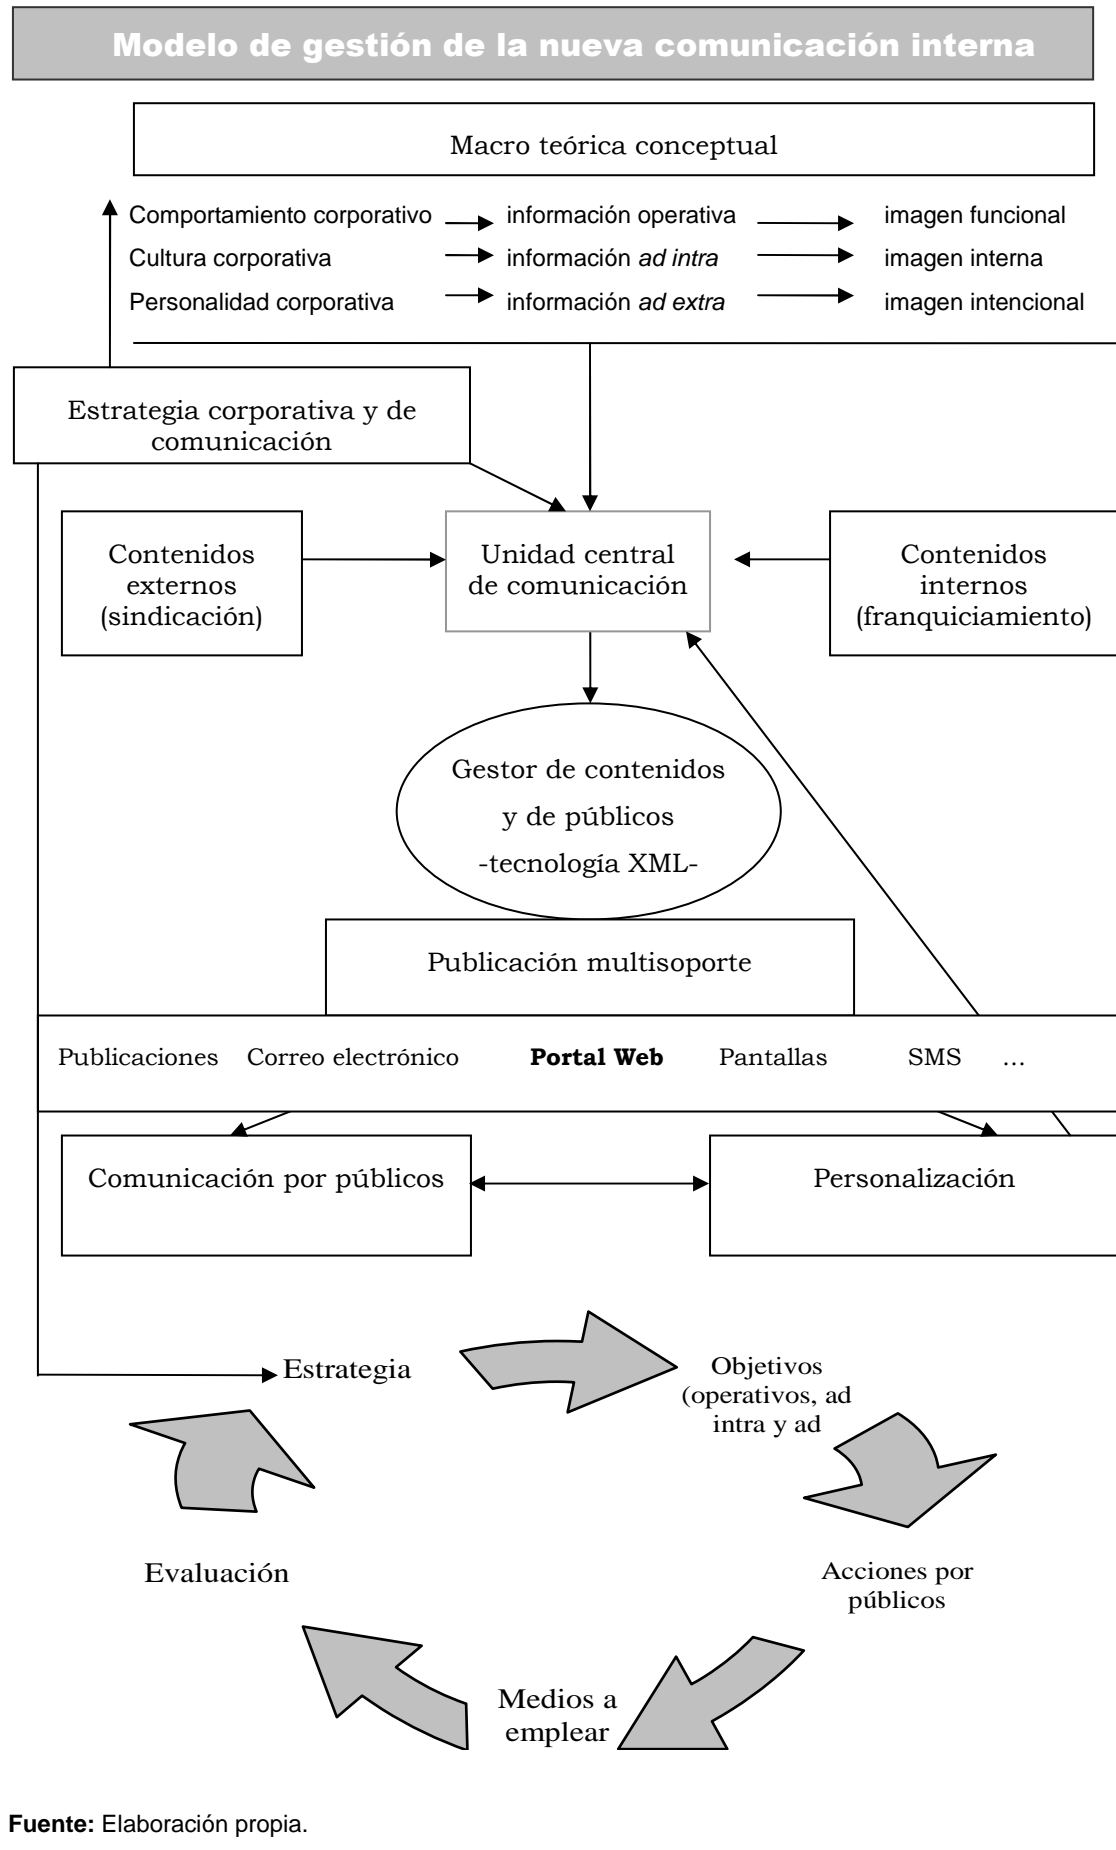 Modelo de gestión de la nueva comunicación interna
Macro teórica conceptual
Comportamiento corporativo información operativa imagen funcional
Cultura corporativa información ad intra imagen interna
Personalidad corporativa información ad extra imagen intencional
Estrategia corporativa y de
comunicación
Contenidos
externos
(sindicación)
Unidad central
de comunicación
Contenidos
internos
(franquiciamiento)
Gestor de contenidos
y de públicos
-tecnología XML-
Publicación multisoporte
Publicaciones Correo electrónico Portal Web Pantallas SMS ...
Comunicación por públicos
Personalización
Estrategia
Objetivos
(operativos, ad
intra y ad
Acciones por
públicos
Evaluación
Medios a
emplear
Fuente: Elaboración propia.